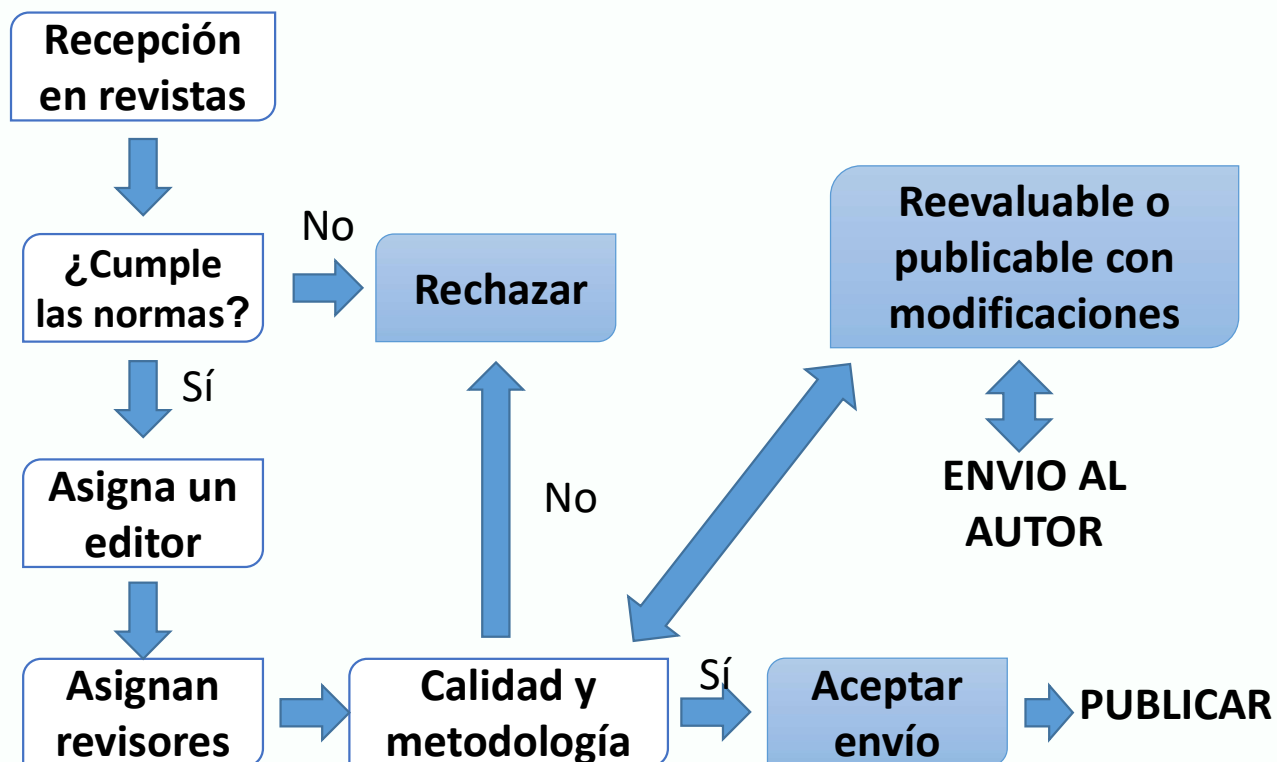 Recepción
en revistas
¿Cumple
las normas?
No
Rechazar
Reevaluable o
publicable con
modificaciones
Sí
Asigna un
editor
No
ENVIO AL
AUTOR
Asignan
revisores
Calidad y
metodología
Sí
Aceptar
envío
PUBLICAR